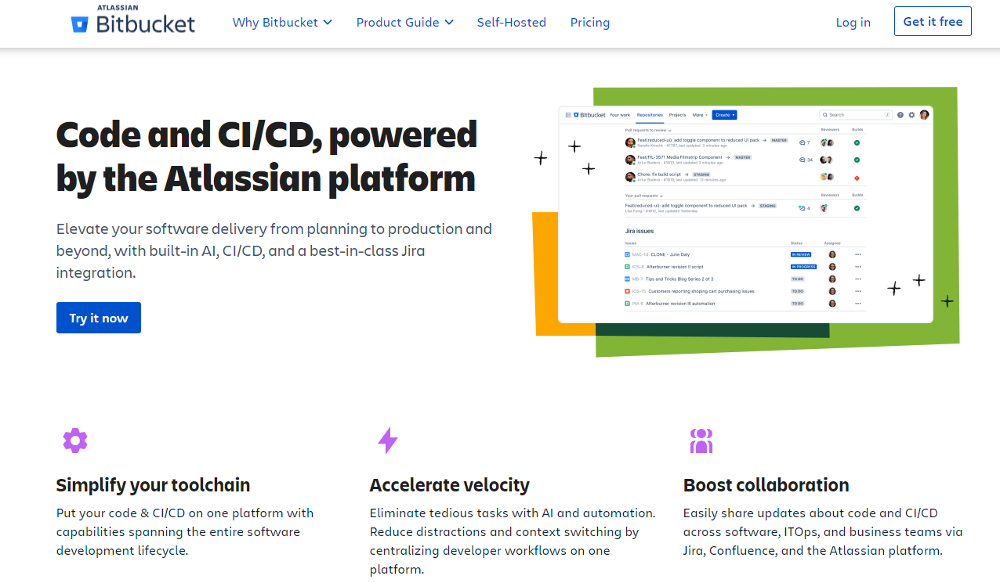 ATLASSIAN
Bitbucket
Why Bitbucket
Product Guide
Self-Hosted
Pricing
Log in
Get it free
Code and CI/CD, powered
by the Atlassian platform
Elevate your software delivery from planning to production and
beyond, with built-in AI, CI/CD, and a best-in-class Jira
integration.
Try it now
Bitbucket Your work Repositories Projects More Create Search /
Pull requests to review Reviewers Builds
Feat(reduced-ui): add toggle component to reduced UI pack → MASTER 7
Natalie Kirscht - #1787, last updated 3 minutes ago
Feat/FIL-3571 Media Filmstrip Component → MASTER 34
Artur Bodera - #1810, last updated 3 minutes ago
Chore: fix build script → STAGING
Artur Bodera - #1819, last updated 12 minutes ago
Your pull requests Reviewers Builds
Feat(reduced-ui): add toggle component to reduced UI pack → STAGING 4
Lisa Fung - #1812, last updated Yesterday
Jira issues
Issues Status Assignee
MAC-14 CLONE - June Daly IN REVIEW
IOS-8 Afterburner revision II script IN PROGRESS
MB-7 Tips and Tricks Blog Series 2 of 3 TO DO
IOS-15 Customers reporting shoping cart purchasing issues TO DO
PM-6 Afterburner revision III automation TO DO
Simplify your toolchain
Put your code & CI/CD on one platform with
capabilities spanning the entire software
development lifecycle.
Accelerate velocity
Eliminate tedious tasks with AI and automation.
Reduce distractions and context switching by
centralizing developer workflows on one
platform.
Boost collaboration
Easily share updates about code and CI/CD
across software, ITOps, and business teams via
Jira, Confluence, and the Atlassian platform.